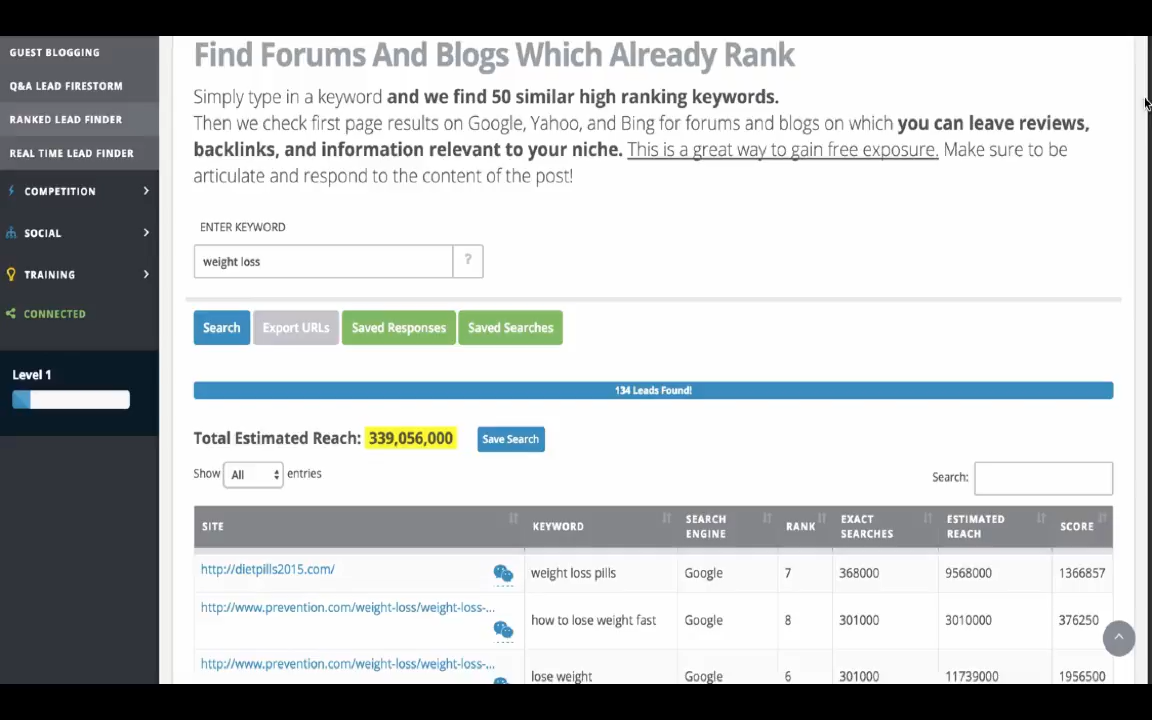 GUEST BLOGGING
Q&A LEAD FIRESTORM
RANKED LEAD FINDER
REAL TIME LEAD FINDER
COMPETITION
SOCIAL
TRAINING
CONNECTED
Level 1
Find Forums And Blogs Which Already Rank
Simply type in a keyword and we find 50 similar high ranking keywords.
Then we check first page results on Google, Yahoo, and Bing for forums and blogs on which you can leave reviews,
backlinks, and information relevant to your niche. This is a great way to gain free exposure. Make sure to be
articulate and respond to the content of the post!
ENTER KEYWORD
weight loss ?
Search Export URLs Saved Responses Saved Searches
134 Leads Found!
Total Estimated Reach: 339,056,000 Save Search
Show All entries Search:
SITE KEYWORD SEARCH ENGINE RANK EXACT SEARCHES ESTIMATED REACH SCORE
http://dietpills2015.com/ weight loss pills Google 7 368000 9568000 1366857
http://www.prevention.com/weight-loss/weight-loss-... how to lose weight fast Google 8 301000 3010000 376250
http://www.prevention.com/weight-loss/weight-loss-... lose weight Google 6 301000 11739000 1956500